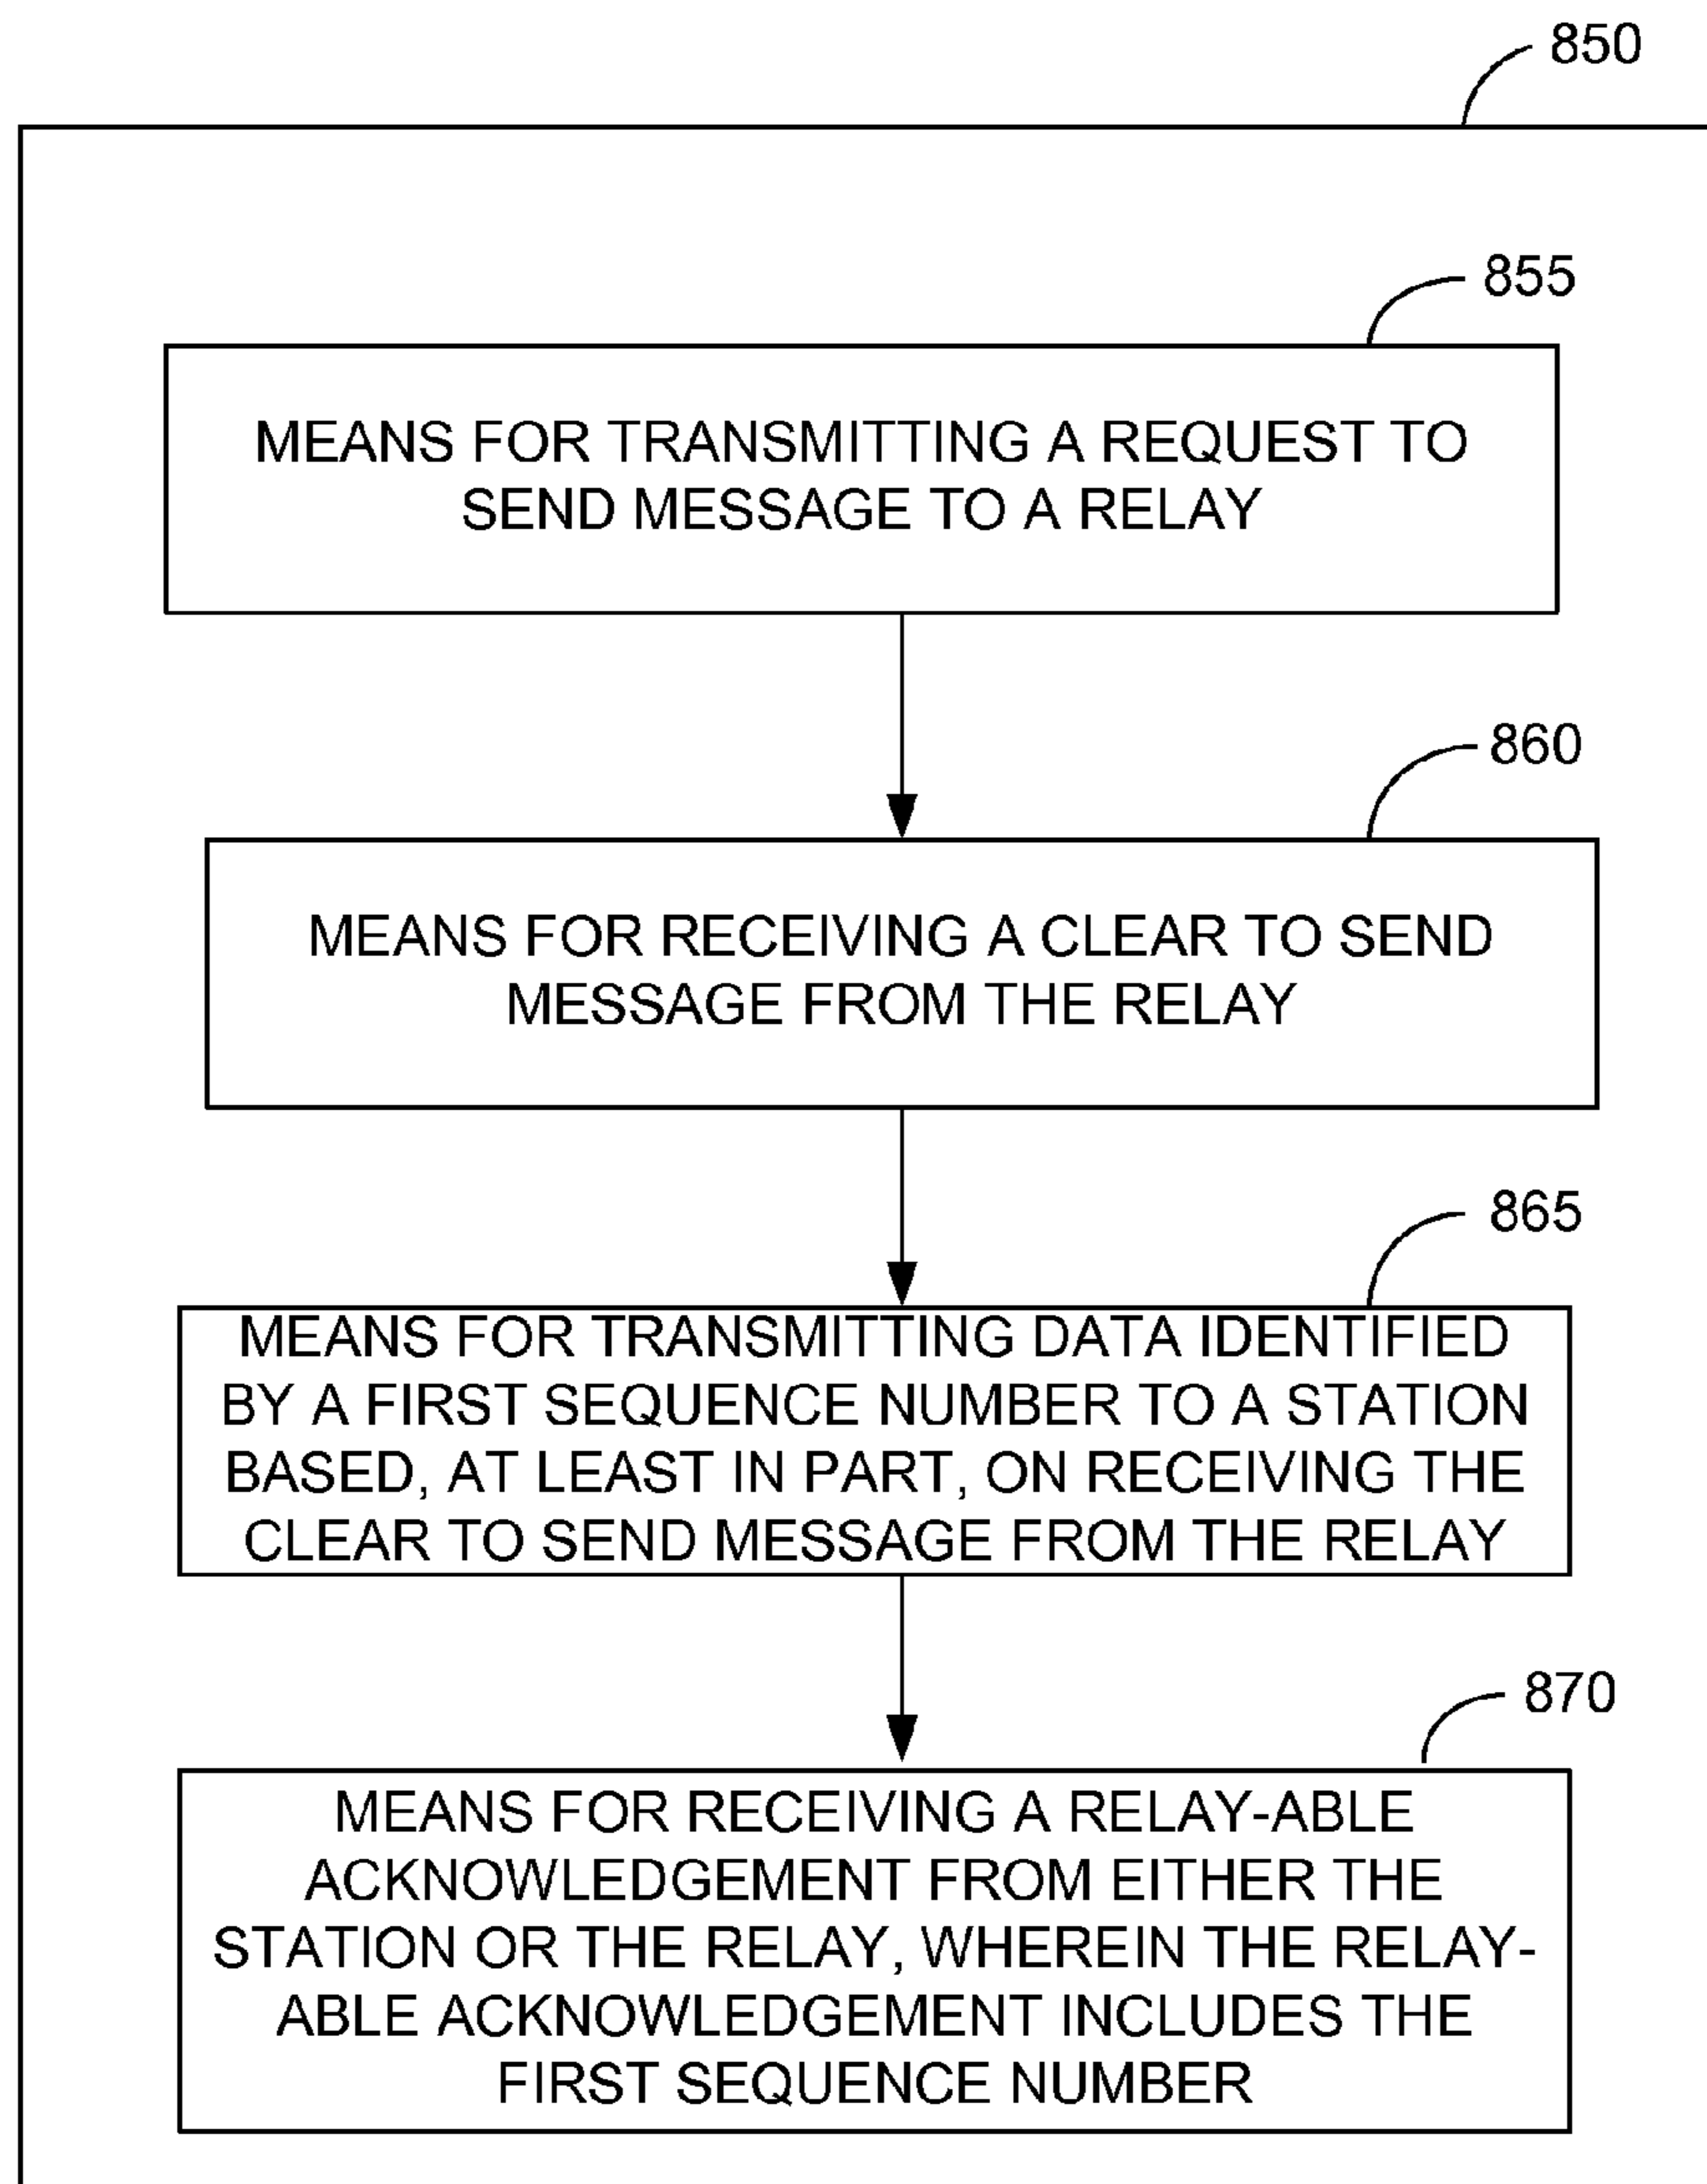 850
855
MEANS FOR TRANSMITTING A REQUEST TO
SEND MESSAGE TO A RELAY
860
MEANS FOR RECEIVING A CLEAR TO SEND
MESSAGE FROM THE RELAY
865
MEANS FOR TRANSMITTING DATA IDENTIFIED
BY A FIRST SEQUENCE NUMBER TO A STATION
BASED, AT LEAST IN PART, ON RECEIVING THE
CLEAR TO SEND MESSAGE FROM THE RELAY
870
MEANS FOR RECEIVING A RELAY-ABLE
ACKNOWLEDGEMENT FROM EITHER THE
STATION OR THE RELAY, WHEREIN THE RELAY-
ABLE ACKNOWLEDGEMENT INCLUDES THE
FIRST SEQUENCE NUMBER